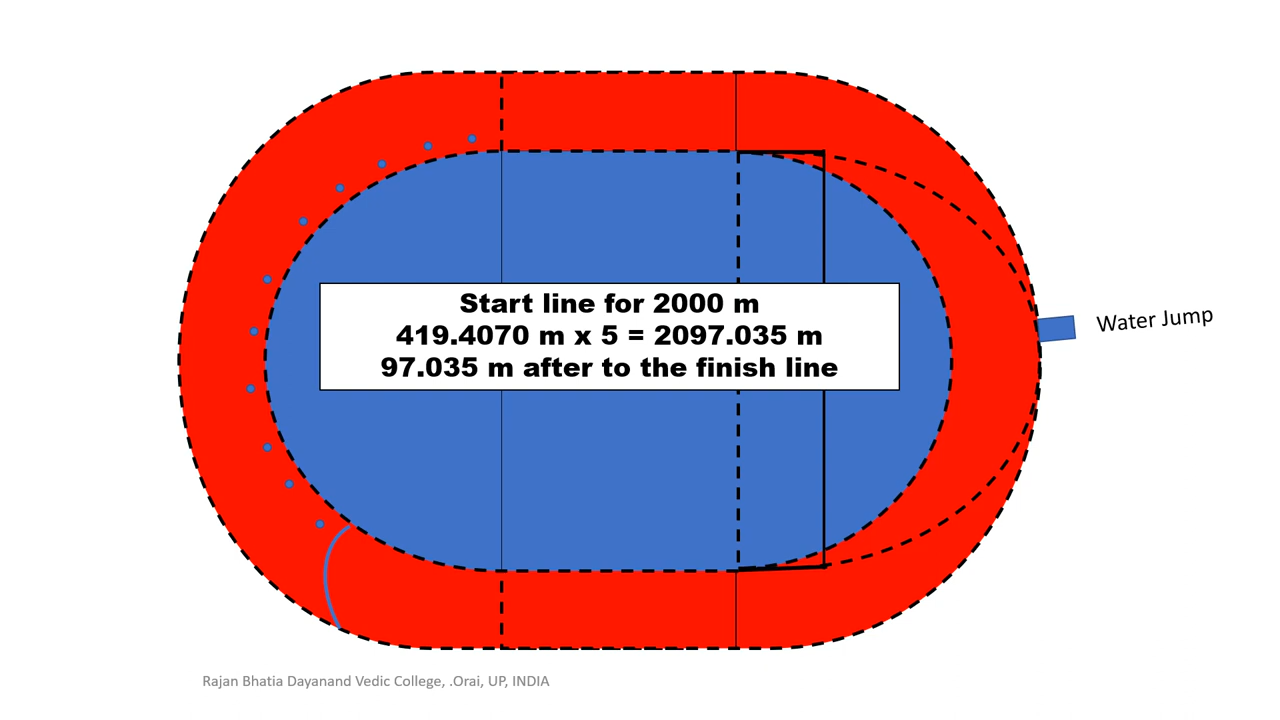 Start line for 2000 m
419.4070 m x 5 = 2097.035 m
97.035 m after to the finish line
Water Jump
Rajan Bhatia Dayanand Vedic College, .Orai, UP, INDIA